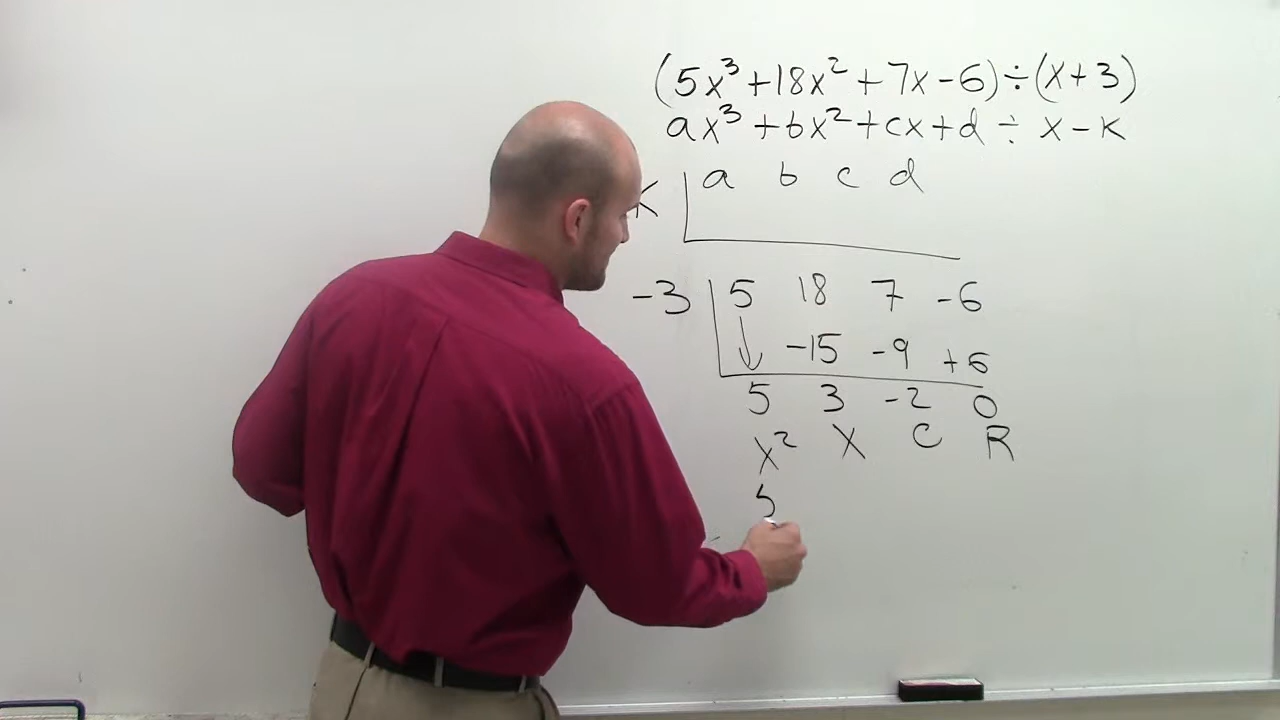 (5x³ + 18x² + 7x - 6) ÷ (x + 3)
ax³ + bx² + cx + d ÷ x - k
K a b c d
-3 5 18 7 -6
↓ -15 -9 +6
5 3 -2 0
x² x C R
5